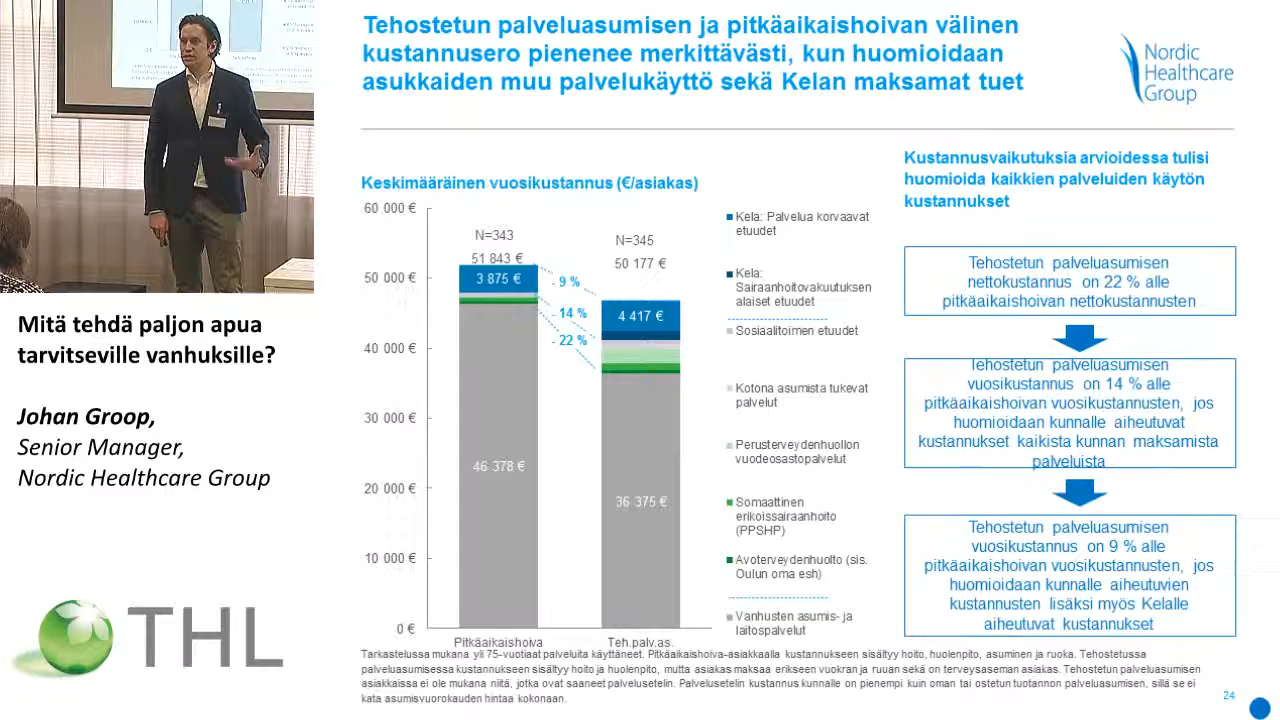 Tehostetun palveluasumisen ja pitkäaikaishoivan välinen
kustannusero pienenee merkittävästi, kun huomioidaan
asukkaiden muu palvelukäyttö sekä Kelan maksamat tuet
Nordic
Healthcare
Group
Mitä tehdä paljon apua
tarvitseville vanhuksille?
Johan Groop,
Senior Manager,
Nordic Healthcare Group
THL
Keskimääräinen vuosikustannus (€/asiakas)
60 000 €
50 000 €
40 000 €
30 000 €
20 000 €
10 000 €
0 €
N=343
51 843 €
3 875 €
46 378 €
- 9 %
- 14 %
- 22 %
N=345
50 177 €
4 417 €
36 375 €
Pitkäaikaishoiva
Teh.palv.as.
Kela: Palvelua korvaavat
etuudet
Kela:
Sairaanhoitovakuutuksen
alaiset etuudet
Sosiaalitoimen etuudet
Kotona asumista tukevat
palvelut
Perusterveydenhuollon
vuodeosastopalvelut
Somaattinen
erikoissairaanhoito
(PPSHP)
Avoterveydenhuolto (sis.
Oulun oma esh)
Vanhusten asumis- ja
laitospalvelut
Kustannusvaikutuksia arvioidessa tulisi
huomioida kaikkien palveluiden käytön
kustannukset
Tehostetun palveluasumisen
nettokustannus on 22 % alle
pitkäaikaishoivan nettokustannusten
Tehostetun palveluasumisen
vuosikustannus on 14 % alle
pitkäaikaishoivan vuosikustannusten, jos
huomioidaan kunnalle aiheutuvat
kustannukset kaikista kunnan maksamista
palveluista
Tehostetun palveluasumisen
vuosikustannus on 9 % alle
pitkäaikaishoivan vuosikustannusten, jos
huomioidaan kunnalle aiheutuvien
kustannusten lisäksi myös Kelalle
aiheutuvat kustannukset
Tarkastelussa mukana yli 75-vuotiaat palveluita käyttäneet. Pitkäaikaishoiva-asiakkaalla kustannukseen sisältyy hoito, huolenpito, asuminen ja ruoka. Tehostetussa
palveluasumisessa kustannukseen sisältyy hoito ja huolenpito, mutta asiakas maksaa erikseen vuokran ja ruuan sekä on terveysaseman asiakas. Tehostetun palveluasumisen
asiakkaissa ei ole mukana niitä, jotka ovat saaneet palvelusetelin. Palvelusetelin kustannus kunnalle on pienempi kuin oman tai ostetun tuotannon palveluasumisen, sillä se ei
kata asumisvuorokauden hintaa kokonaan.
24